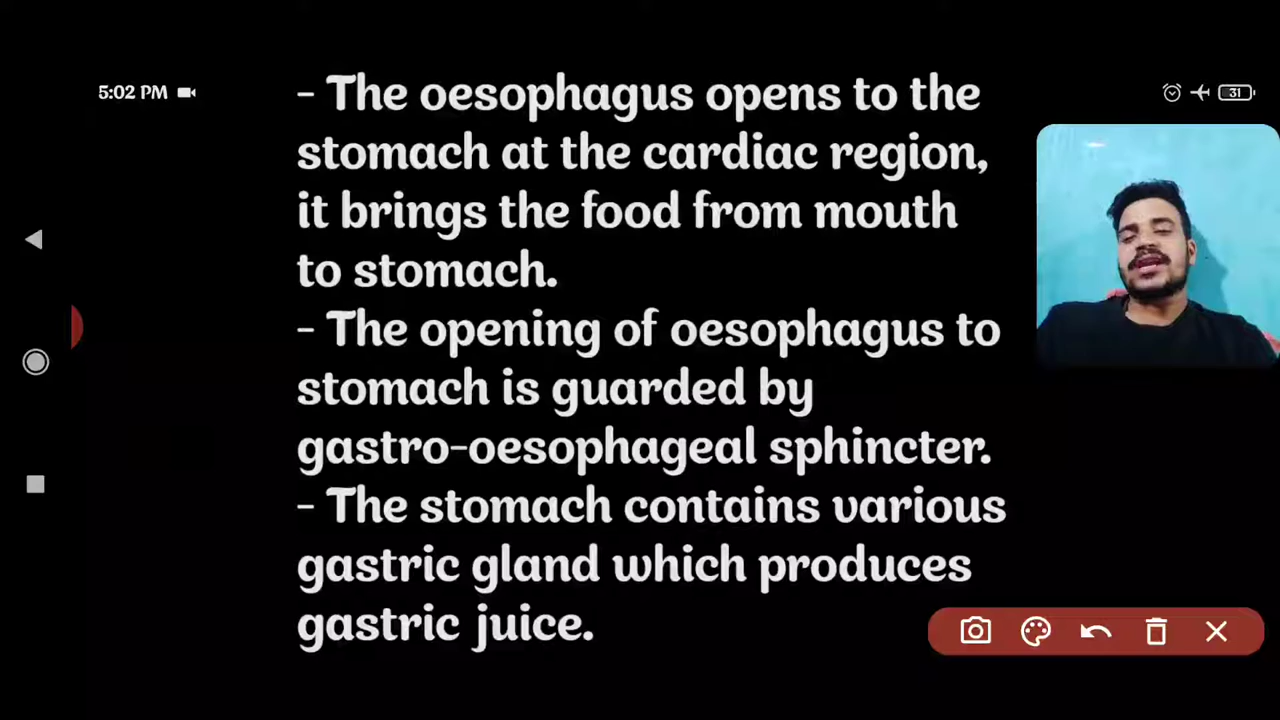 5:02 PM
31
- The oesophagus opens to the
stomach at the cardiac region,
it brings the food from mouth
to stomach.
- The opening of oesophagus to
stomach is guarded by
gastro-oesophageal sphincter.
- The stomach contains various
gastric gland which produces
gastric juice.